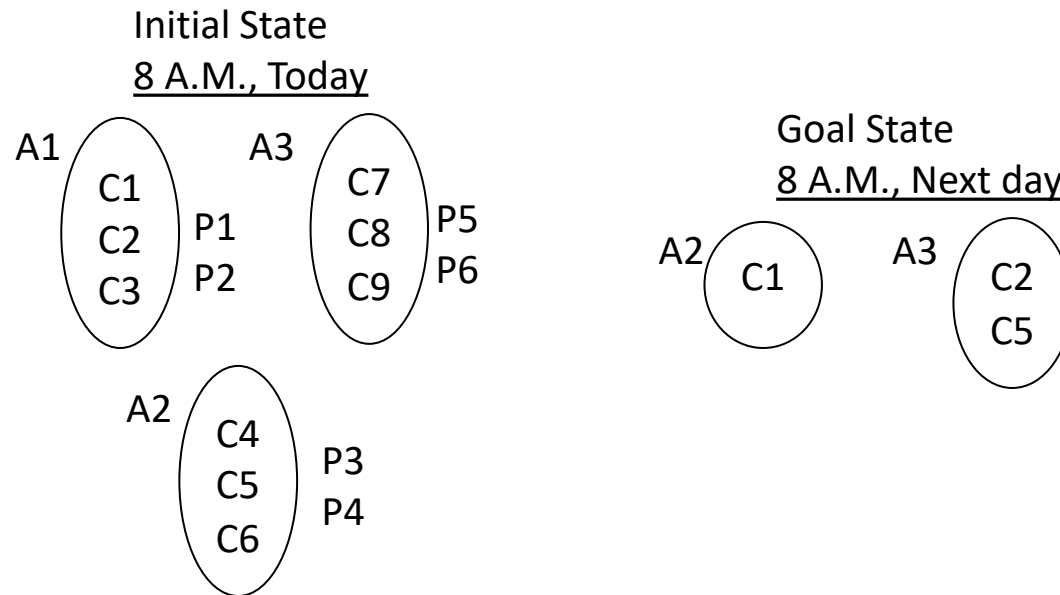 Initial State
8 A.M., Today
A1
C1
C2
C3
P1
P2
A3
C7
C8
C9
P5
P6
A2
C4
C5
C6
P3
P4
Goal State
8 A.M., Next day
A2
C1
A3
C2
C5